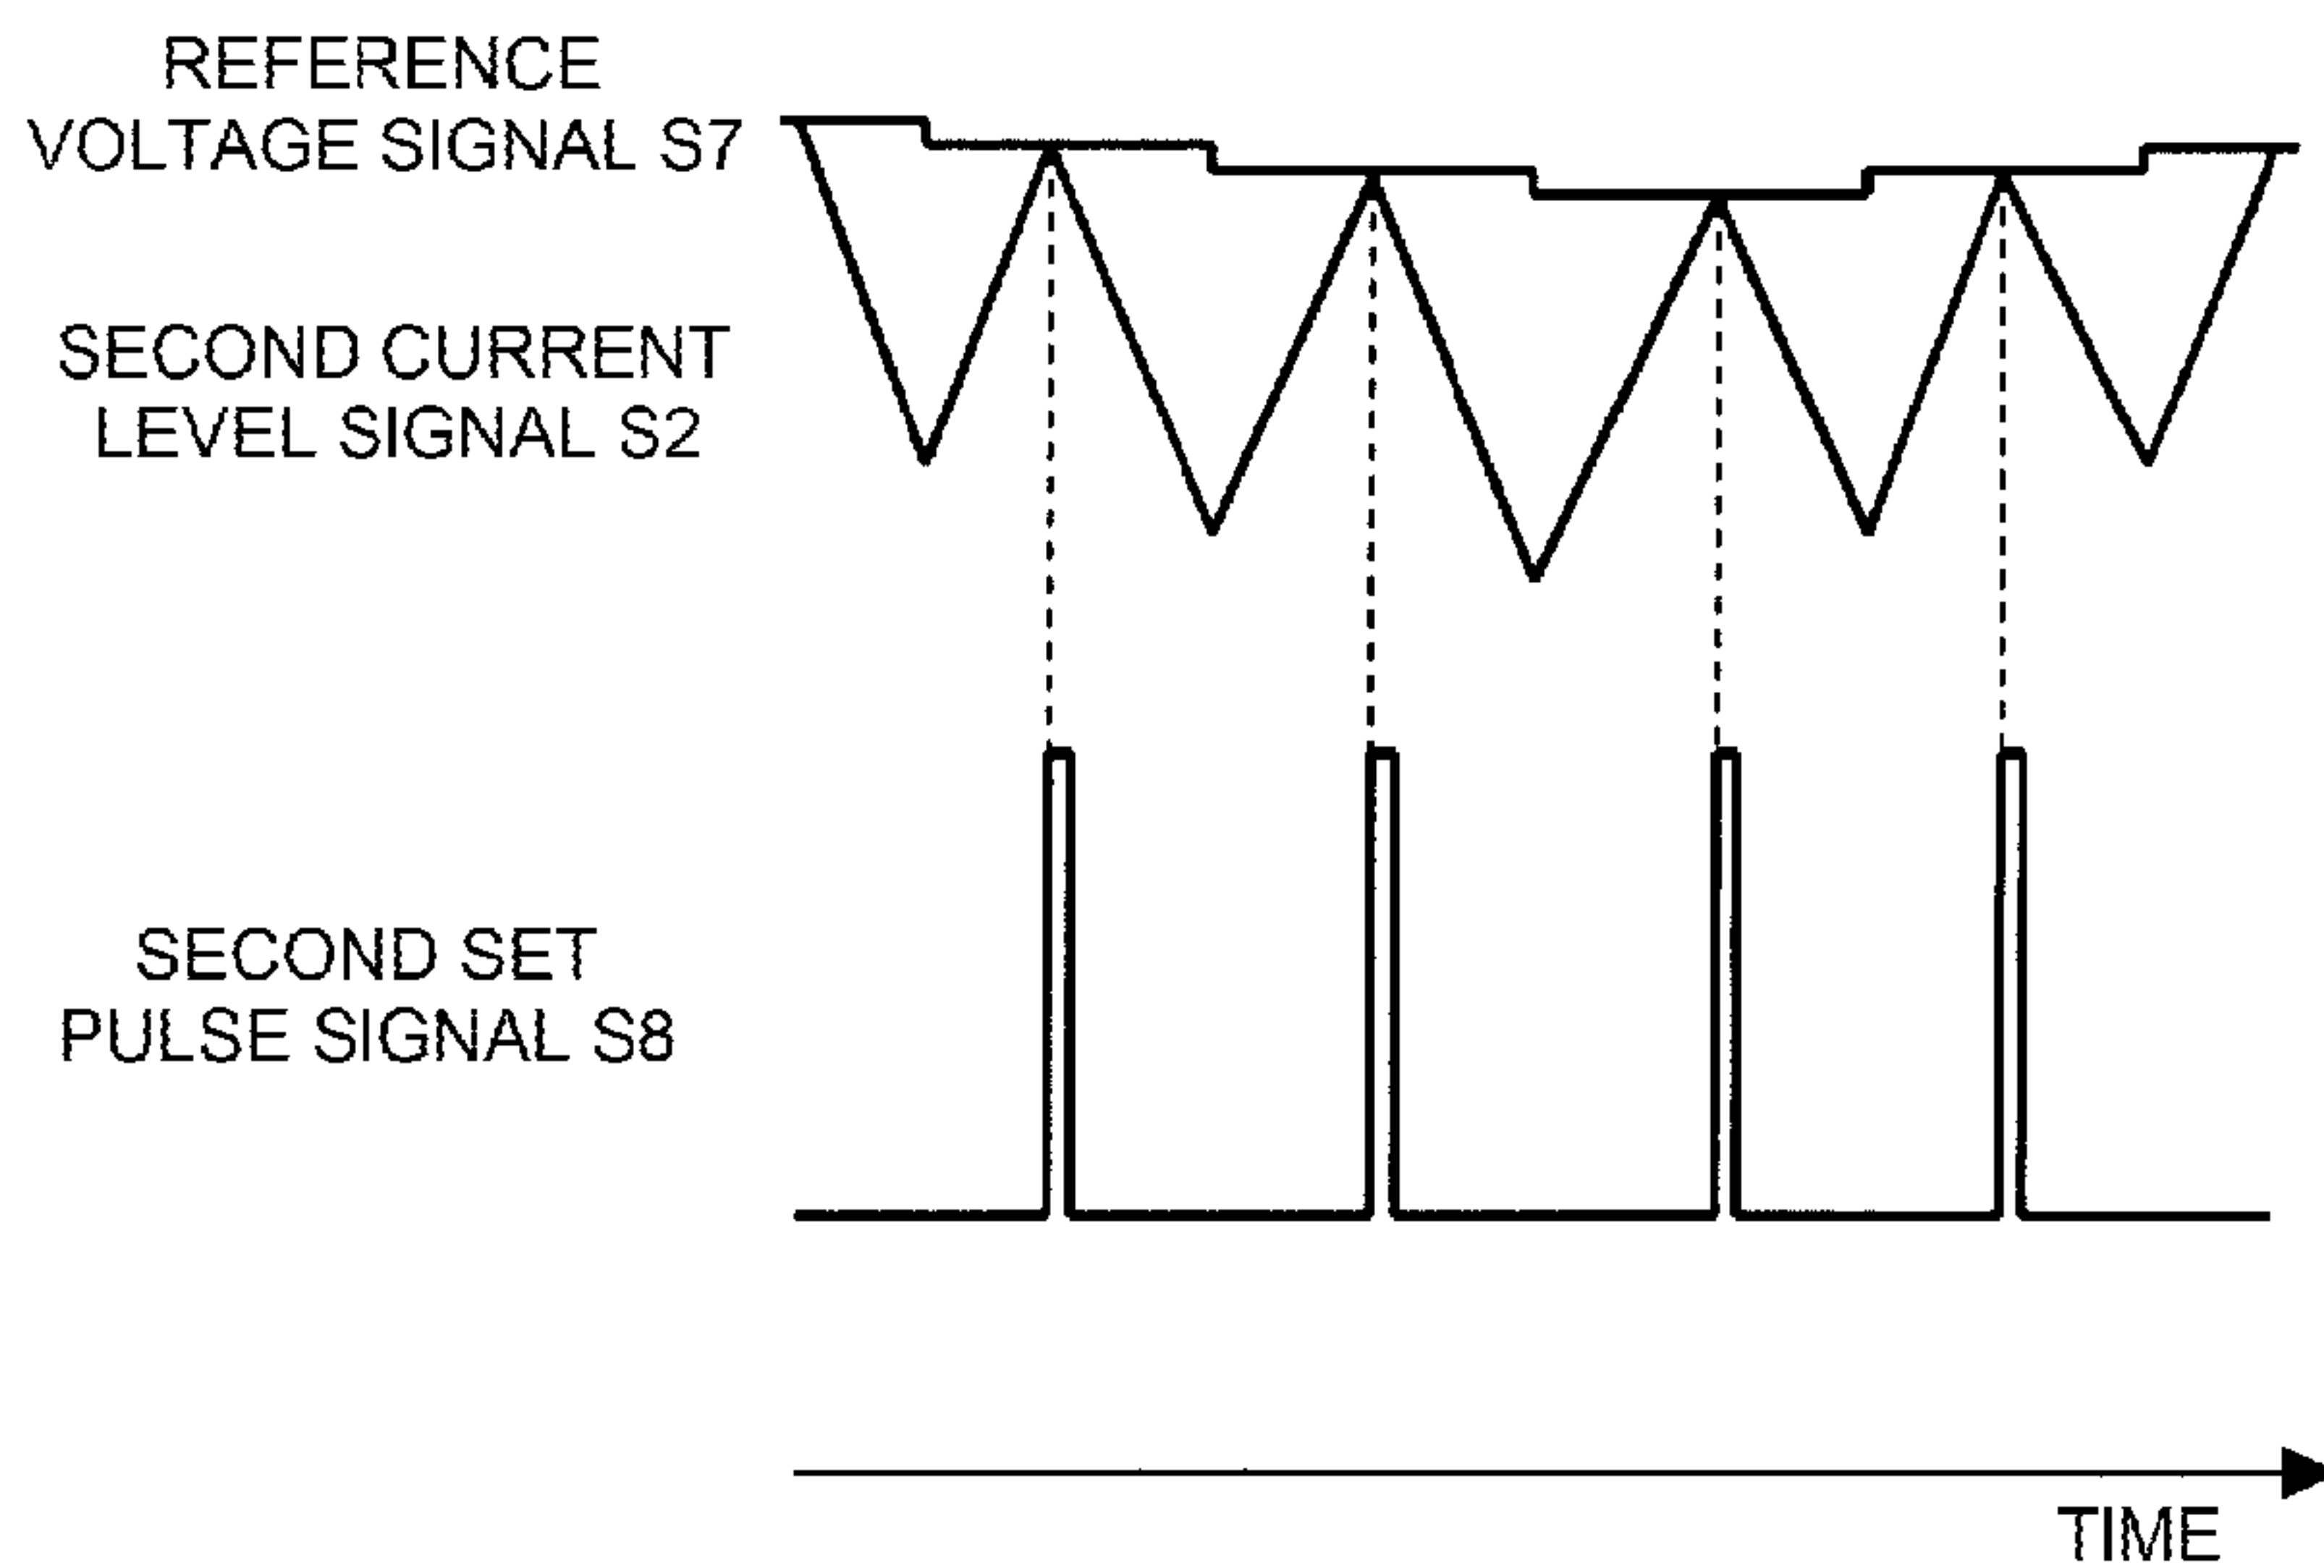 REFERENCE
VOLTAGE SIGNAL S7
SECOND CURRENT
LEVEL SIGNAL S2
SECOND SET
PULSE SIGNAL S8
TIME